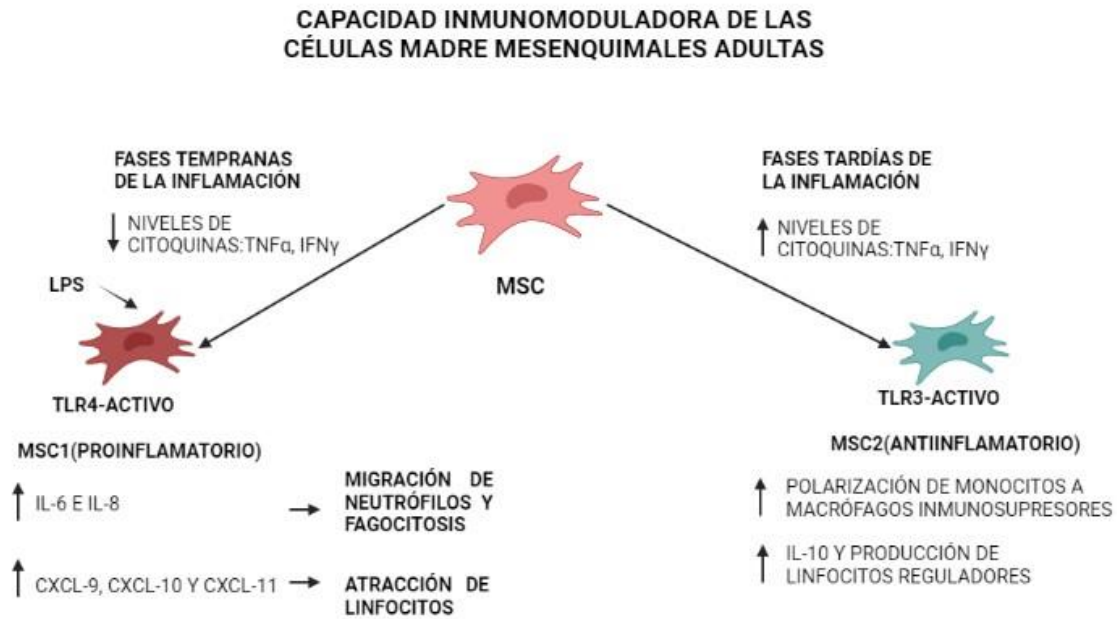 CAPACIDAD INMUNOMODULADORA DE LAS
CÉLULAS MADRE MESENQUIMALES ADULTAS
FASES TEMPRANAS
DE LA INFLAMACIÓN
NIVELES DE
CITOQUINAS:TNFα, IFNγ
LPS
TLR4-ACTIVO
MSC1(PROINFLAMATORIO)
IL-6 E IL-8
MIGRACIÓN DE
NEUTRÓFILOS Y
FAGOCITOSIS
CXCL-9, CXCL-10 Y CXCL-11
ATRACCIÓN DE
LINFOCITOS
MSC
FASES TARDÍAS DE
LA INFLAMACIÓN
NIVELES DE
CITOQUINAS:TNFα, IFNγ
TLR3-ACTIVO
MSC2(ANTIINFLAMATORIO)
POLARIZACIÓN DE MONOCITOS A
MACRÓFAGOS INMUNOSUPRESORES
IL-10 Y PRODUCCIÓN DE
LINFOCITOS REGULADORES